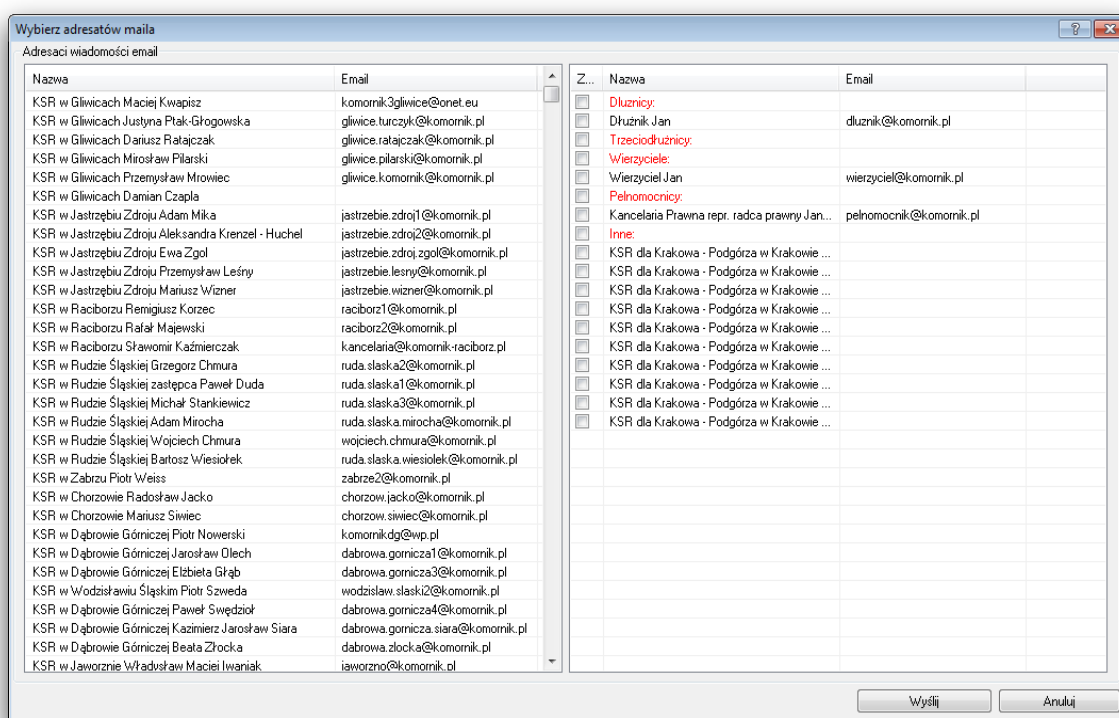 Wybierz adresatów maila
Adresaci wiadomości email
Nazwa Email
KSR w Gliwicach Maciej Kwapisz komornik3gliwice@onet.eu
KSR w Gliwicach Justyna Ptak-Głogowska gliwice.turczyk@komornik.pl
KSR w Gliwicach Dariusz Ratajczak gliwice.ratajczak@komornik.pl
KSR w Gliwicach Mirosław Pilarski gliwice.pilarski@komornik.pl
KSR w Gliwicach Przemysław Mrowiec gliwice.komornik@komornik.pl
KSR w Gliwicach Damian Czapla
KSR w Jastrzębiu Zdroju Adam Mika jastrzebie.zdroj1@komornik.pl
KSR w Jastrzębiu Zdroju Aleksandra Krenzel - Huchel jastrzebie.zdroj2@komornik.pl
KSR w Jastrzębiu Zdroju Ewa Zgol jastrzebie.zdroj.zgol@komornik.pl
KSR w Jastrzębiu Zdroju Przemysław Leśny jastrzebie.lesny@komornik.pl
KSR w Jastrzębiu Zdroju Mariusz Wizner jastrzebie.wizner@komornik.pl
KSR w Raciborzu Remigiusz Korzec raciborz1@komornik.pl
KSR w Raciborzu Rafał Majewski raciborz2@komornik.pl
KSR w Raciborzu Sławomir Kaźmierczak kancelaria@komornik-raciborz.pl
KSR w Rudzie Śląskiej Grzegorz Chmura ruda.slaska2@komornik.pl
KSR w Rudzie Śląskiej zastępca Paweł Duda ruda.slaska1@komornik.pl
KSR w Rudzie Śląskiej Michał Stankiewicz ruda.slaska3@komornik.pl
KSR w Rudzie Śląskiej Adam Mirocha ruda.slaska.mirocha@komornik.pl
KSR w Rudzie Śląskiej Wojciech Chmura wojciech.chmura@komornik.pl
KSR w Rudzie Śląskiej Bartosz Wiesiołek ruda.slaska.wiesiolek@komornik.pl
KSR w Zabrzu Piotr Weiss zabrze2@komornik.pl
KSR w Chorzowie Radosław Jacko chorzow.jacko@komornik.pl
KSR w Chorzowie Mariusz Siwiec chorzow.siwiec@komornik.pl
KSR w Dąbrowie Górniczej Piotr Nowerski komornikdg@wp.pl
KSR w Dąbrowie Górniczej Jarosław Olech dabrowa.gornicza1@komornik.pl
KSR w Dąbrowie Górniczej Elżbieta Głąb dabrowa.gornicza3@komornik.pl
KSR w Wodzisławiu Śląskim Piotr Szweda wodzislaw.slaski2@komornik.pl
KSR w Dąbrowie Górniczej Paweł Swędzioł dabrowa.gornicza4@komornik.pl
KSR w Dąbrowie Górniczej Kazimierz Jarosław Siara dabrowa.gornicza.siara@komornik.pl
KSR w Dąbrowie Górniczej Beata Złocka dabrowa.zlocka@komornik.pl
KSR w Jaworznie Władysław Maciej Iwaniak jaworzno@komornik.pl
Z... Nazwa Email
Dluznicy:
Dłużnik Jan dluznik@komornik.pl
Trzeciodłużnicy:
Wierzyciele:
Wierzyciel Jan wierzyciel@komornik.pl
Pełnomocnicy:
Kancelaria Prawna repr. radca prawny Jan... pelnomocnik@komornik.pl
Inne:
KSR dla Krakowa - Podgórza w Krakowie ...
KSR dla Krakowa - Podgórza w Krakowie ...
KSR dla Krakowa - Podgórza w Krakowie ...
KSR dla Krakowa - Podgórza w Krakowie ...
KSR dla Krakowa - Podgórza w Krakowie ...
KSR dla Krakowa - Podgórza w Krakowie ...
KSR dla Krakowa - Podgórza w Krakowie ...
KSR dla Krakowa - Podgórza w Krakowie ...
KSR dla Krakowa - Podgórza w Krakowie ...
KSR dla Krakowa - Podgórza w Krakowie ...
Wyślij Anuluj